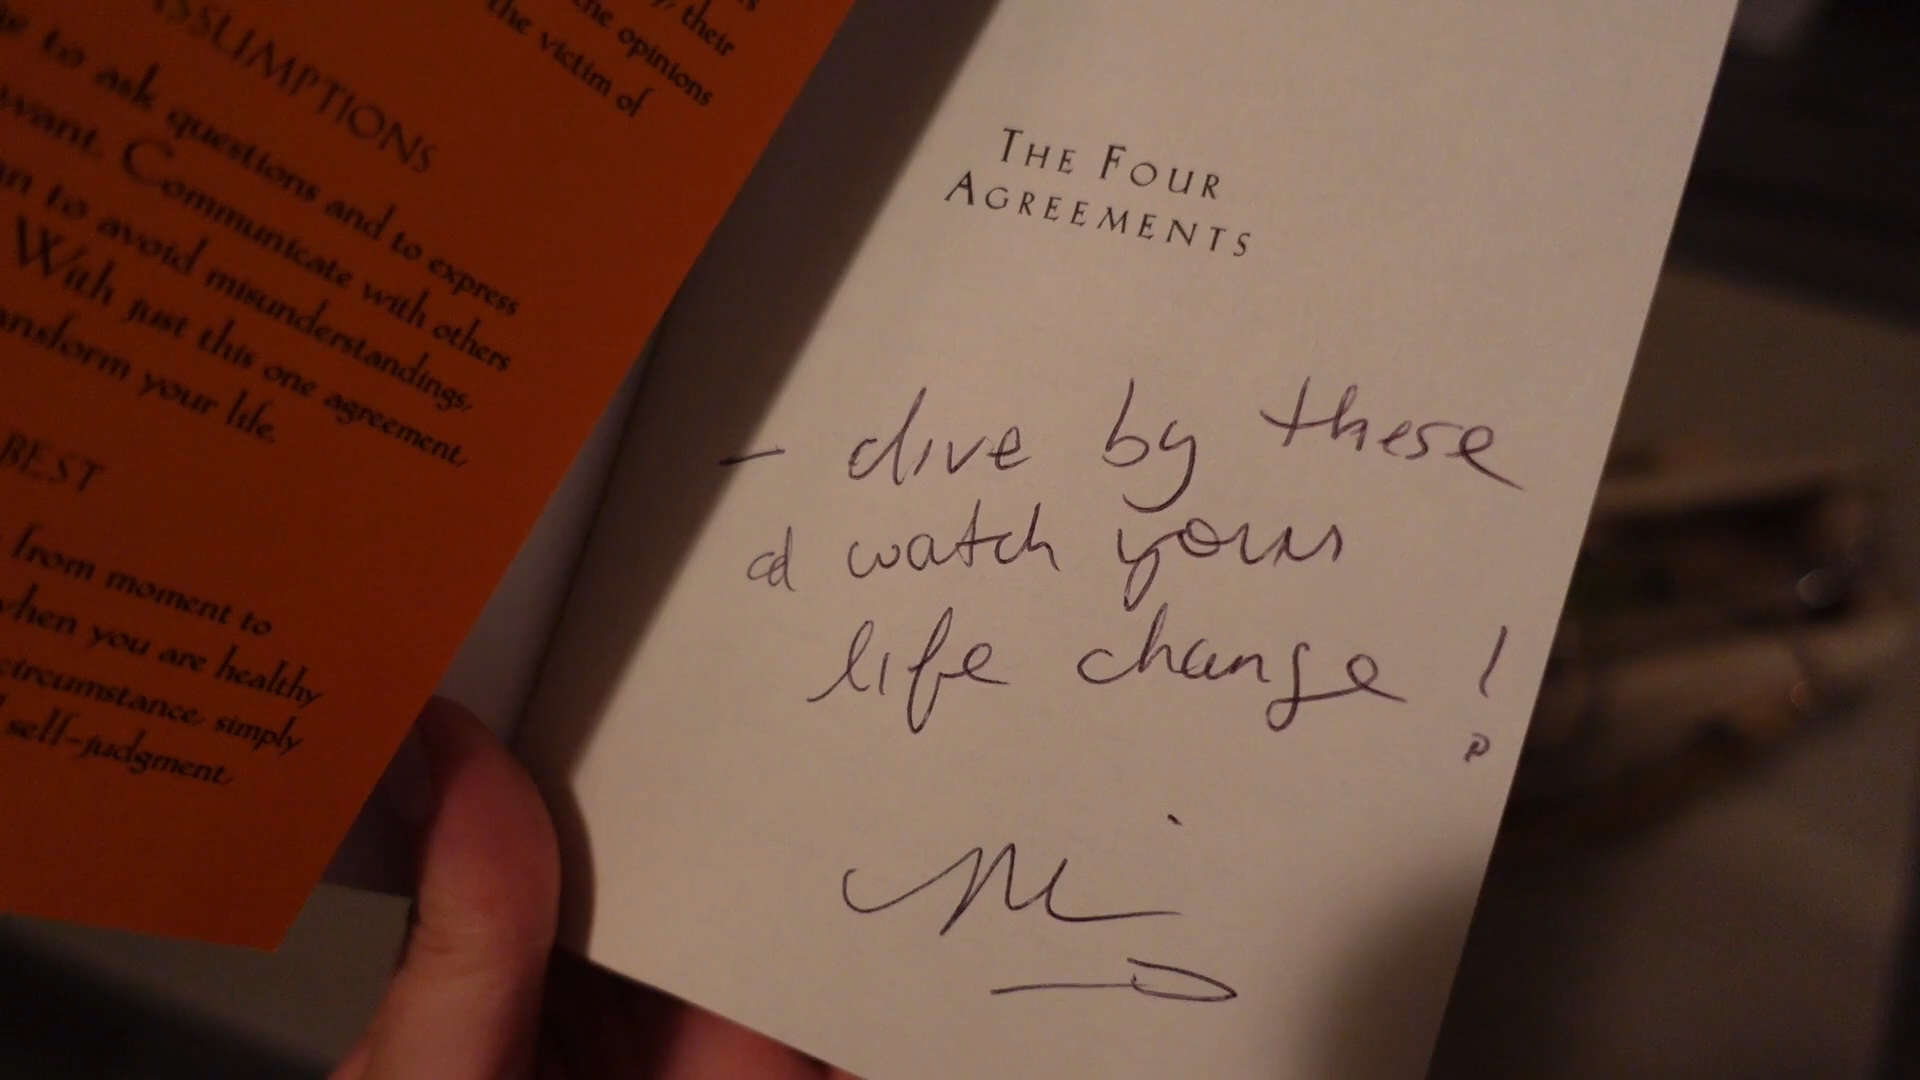 s
, their
the opinions
the victim of
ASSUMPTIONS
to ask questions and to express
want. Communicate with others
an to avoid misunderstandings,
With just this one agreement,
ansform your life.
BEST
from moment to
when you are healthy
circumstance, simply
self-judgment,
THE FOUR
AGREEMENTS
- live by these
d watch your
life change!